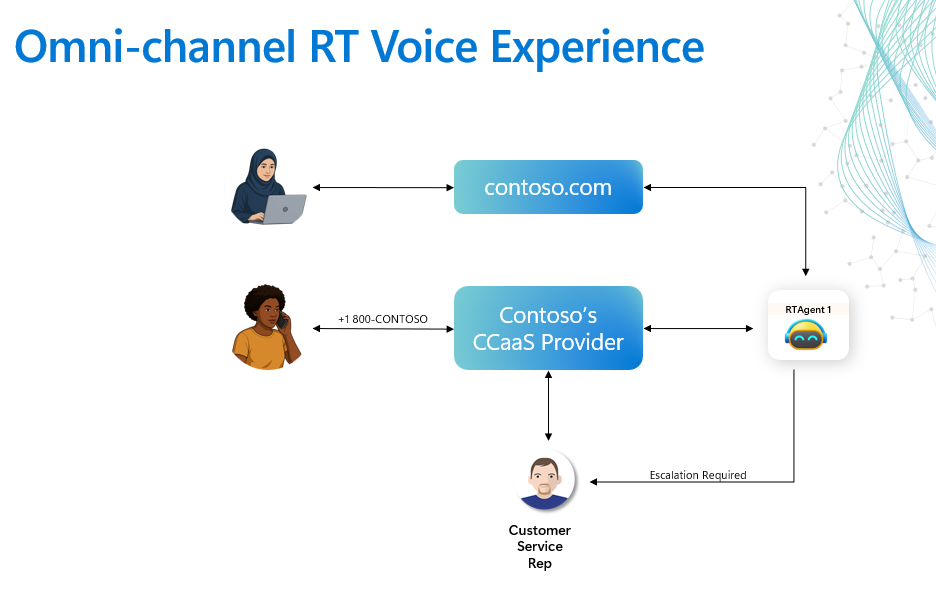 Omni-channel RT Voice Experience
contoso.com
+1 800-CONTOSO
Contoso’s
CCaaS Provider
RTAgent 1
Escalation Required
Customer
Service
Rep